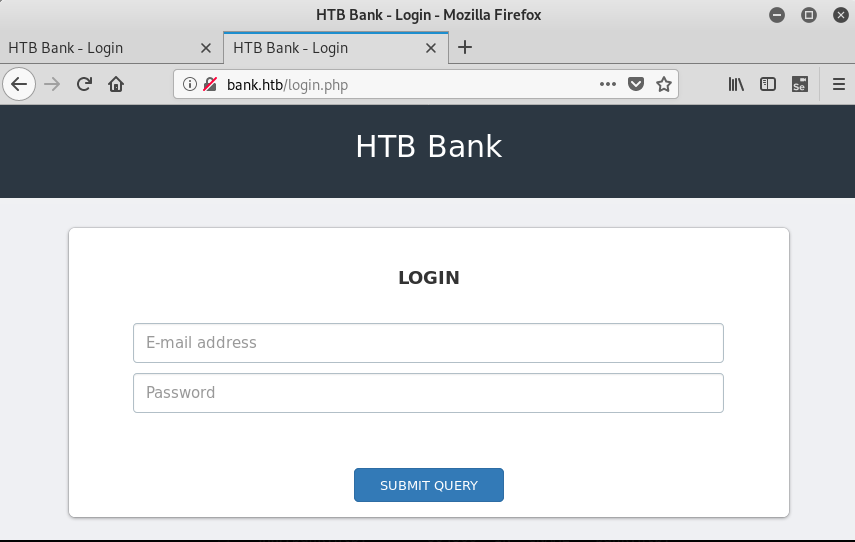 HTB Bank - Login - Mozilla Firefox
HTB Bank - Login HTB Bank - Login
bank.htb/login.php
Se
HTB Bank
LOGIN
E-mail address
Password
SUBMIT QUERY